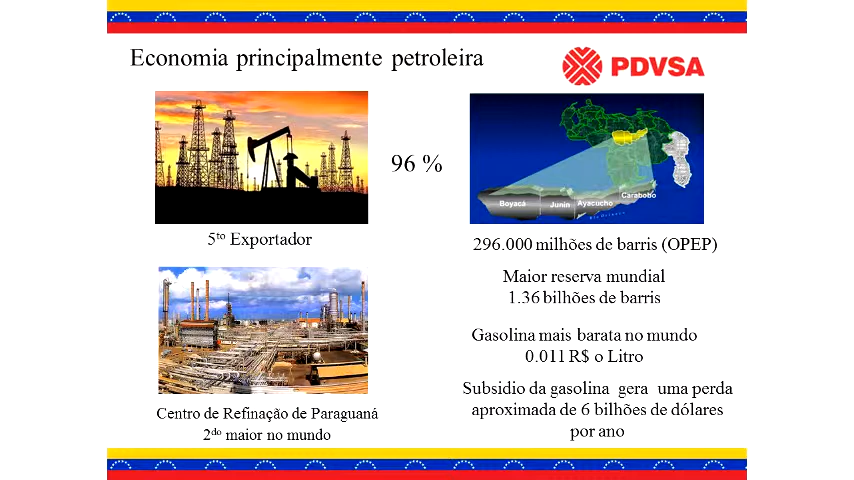 Economia principalmente petroleira
PDVSA
96 %
Boyacá Junin Ayacucho Carabobo
5to Exportador
296.000 milhões de barris (OPEP)
Maior reserva mundial
1.36 bilhões de barris
Gasolina mais barata no mundo
0.011 R$ o Litro
Centro de Refinação de Paraguaná
2do maior no mundo
Subsidio da gasolina gera uma perda
aproximada de 6 bilhões de dólares
por ano